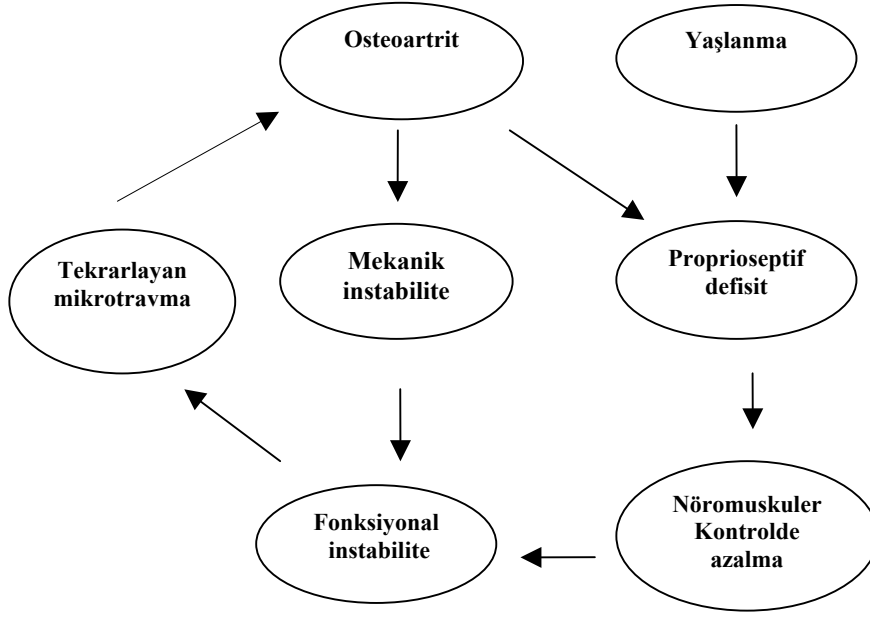 Osteoartrit
Yaşlanma
Tekrarlayan
mikrotravma
Mekanik
instabilite
Proprioseptif
defisit
Fonksiyonal
instabilite
Nöromuskuler
Kontrolde
azalma